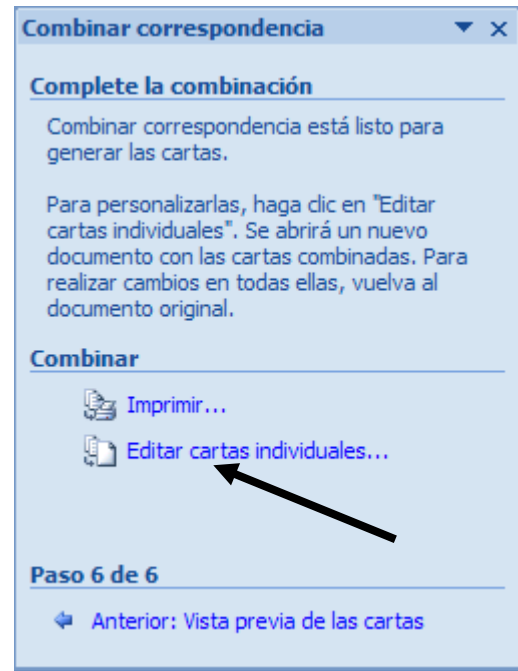 Combinar correspondencia
Complete la combinación
Combinar correspondencia está listo para
generar las cartas.
Para personalizarlas, haga clic en "Editar
cartas individuales". Se abrirá un nuevo
documento con las cartas combinadas. Para
realizar cambios en todas ellas, vuelva al
documento original.
Combinar
Imprimir...
Editar cartas individuales...
Paso 6 de 6
Anterior: Vista previa de las cartas